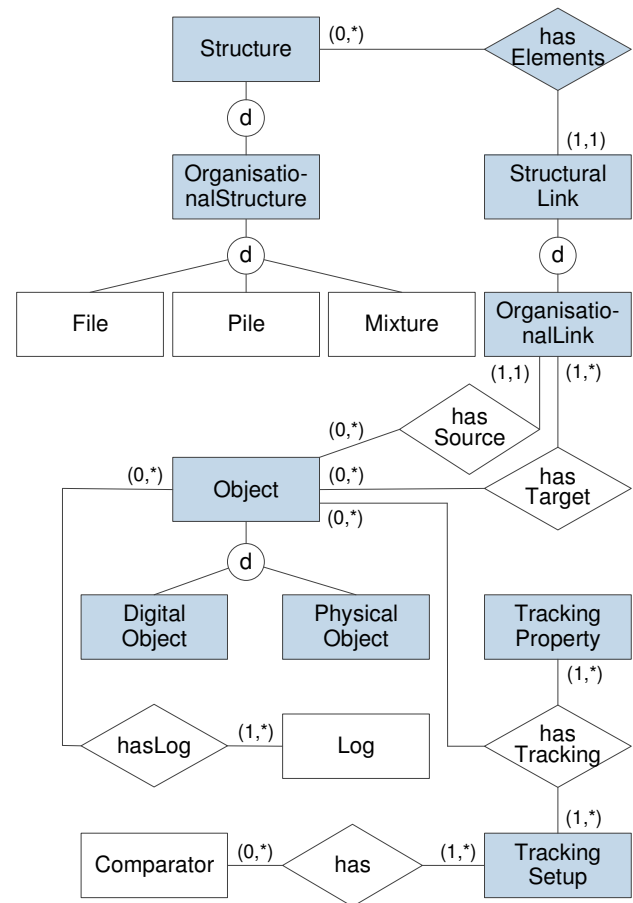 Structure
(0,*)
has
Elements
d
(1,1)
Organisatio-
nalStructure
Structural
Link
d
d
File
Pile
Mixture
Organisatio-
nalLink
(1,1)
(1,*)
has
Source
(0,*)
(0,*)
Object
(0,*)
(0,*)
has
Target
d
Digital
Object
Physical
Object
Tracking
Property
(1,*)
hasLog
(1,*)
Log
has
Tracking
(1,*)
Comparator
(0,*)
has
(1,*)
Tracking
Setup